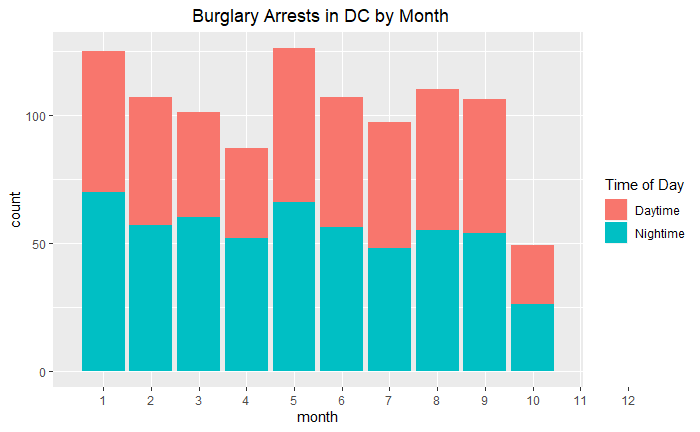 Burglary Arrests in DC by Month
count
100
50
0
1 2 3 4 5 6 7 8 9 10 11 12
month
Time of Day
Daytime
Nightime